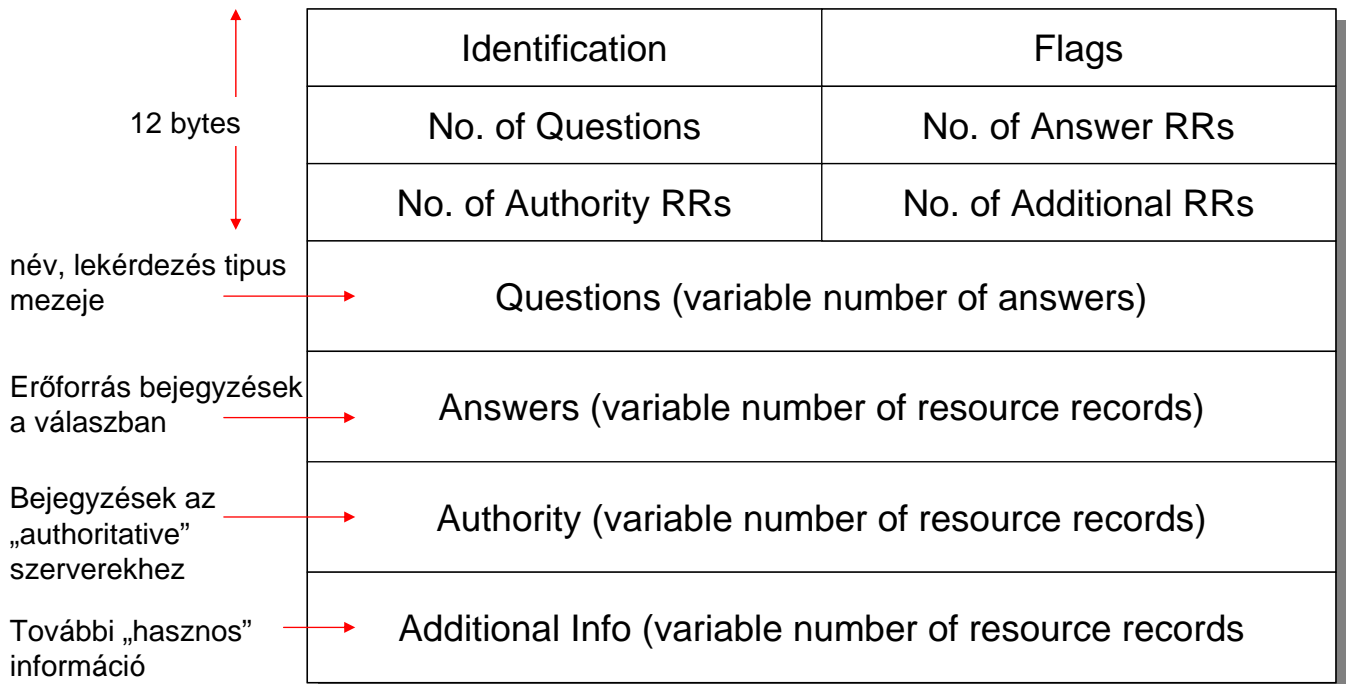 Identification
Flags
12 bytes
No. of Questions
No. of Answer RRs
No. of Authority RRs
No. of Additional RRs
név, lekérdezés tipus
mezeje
Questions (variable number of answers)
Erőforrás bejegyzések
a válaszban
Answers (variable number of resource records)
Bejegyzések az
„authoritative”
szerverekhez
Authority (variable number of resource records)
További „hasznos”
információ
Additional Info (variable number of resource records